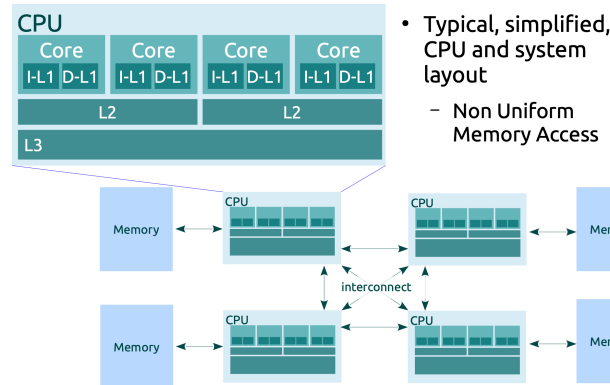 CPU
Core Core Core Core
I-L1 D-L1 I-L1 D-L1 I-L1 D-L1 I-L1 D-L1
L2 L2
L3
• Typical, simplified,
CPU and system
layout
– Non Uniform
Memory Access
CPU CPU
Memory
interconnect
CPU CPU
Memory